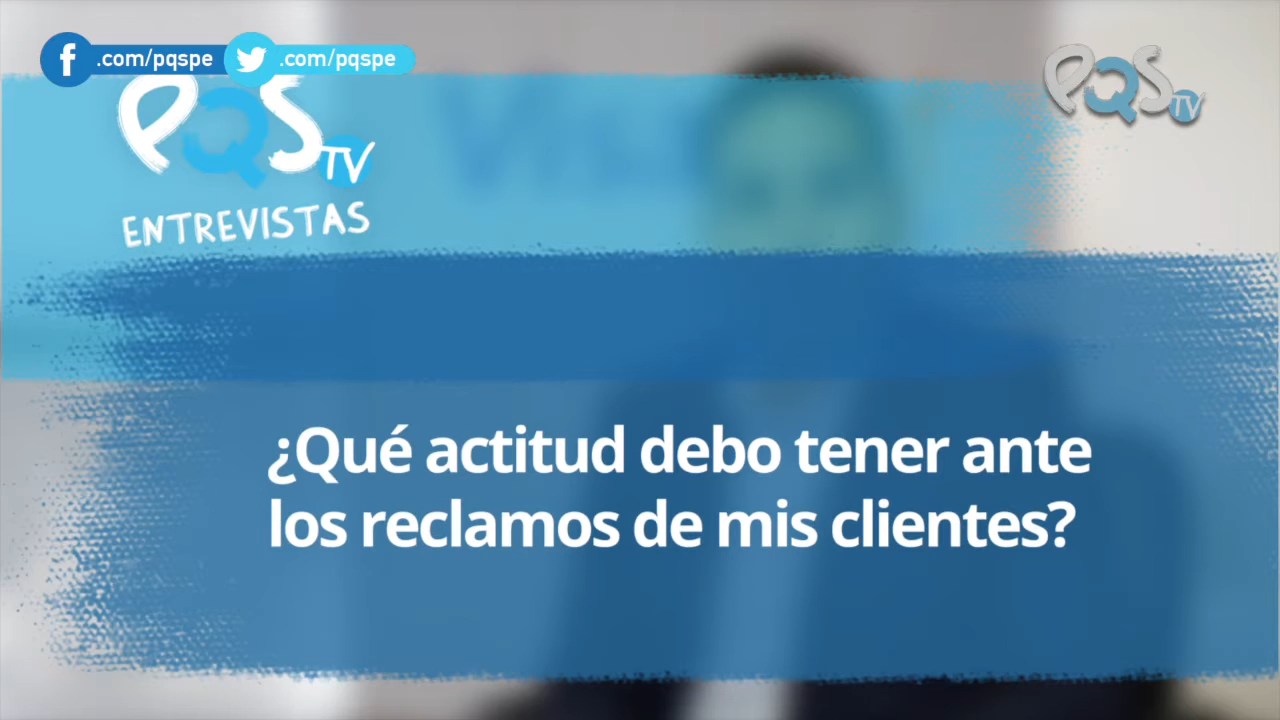 .com/pqspe .com/pqspe
PQS TV
PQS TV
ENTREVISTAS
¿Qué actitud debo tener ante
los reclamos de mis clientes?